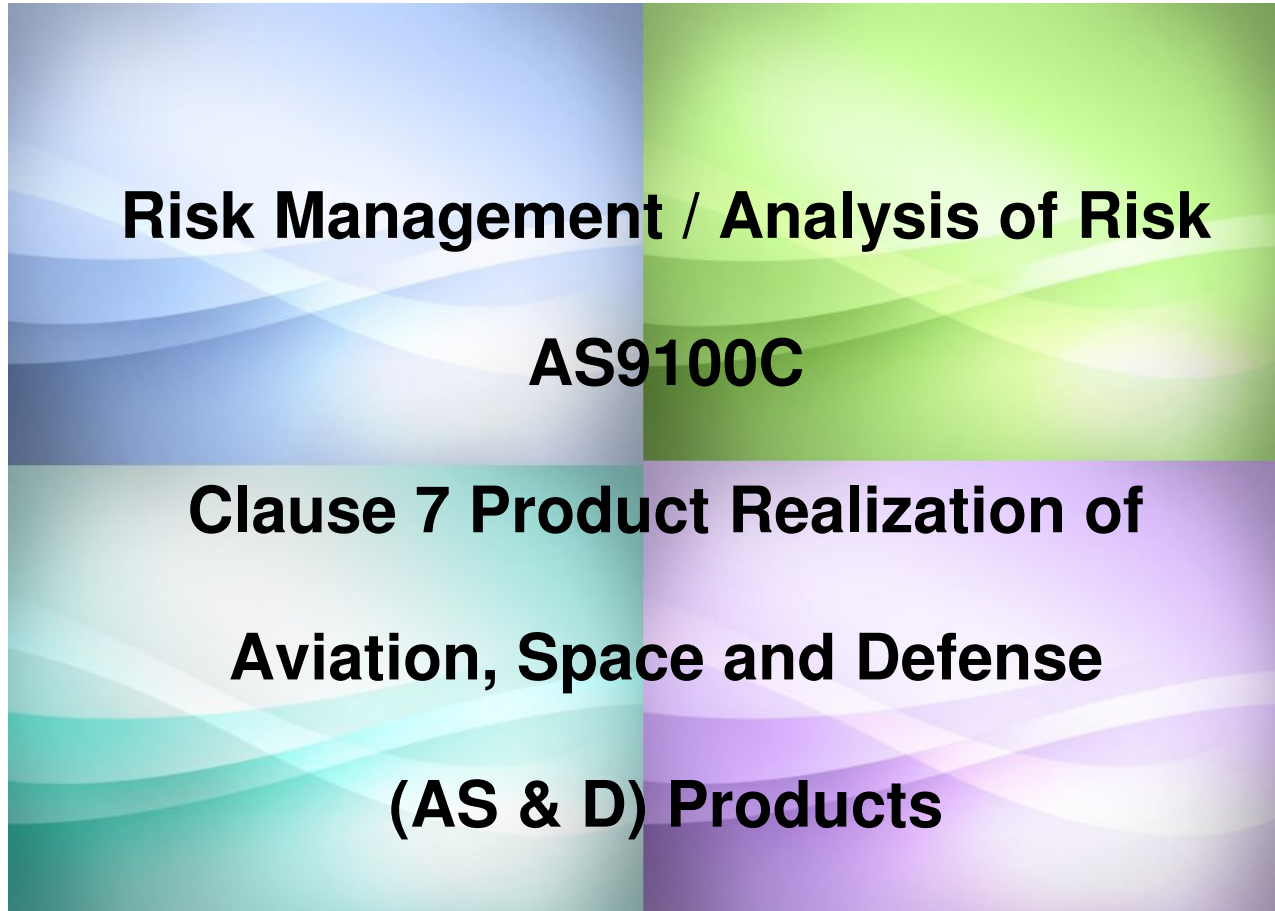 Risk Management / Analysis of Risk
AS9100C
Clause 7 Product Realization of
Aviation, Space and Defense
(AS & D) Products